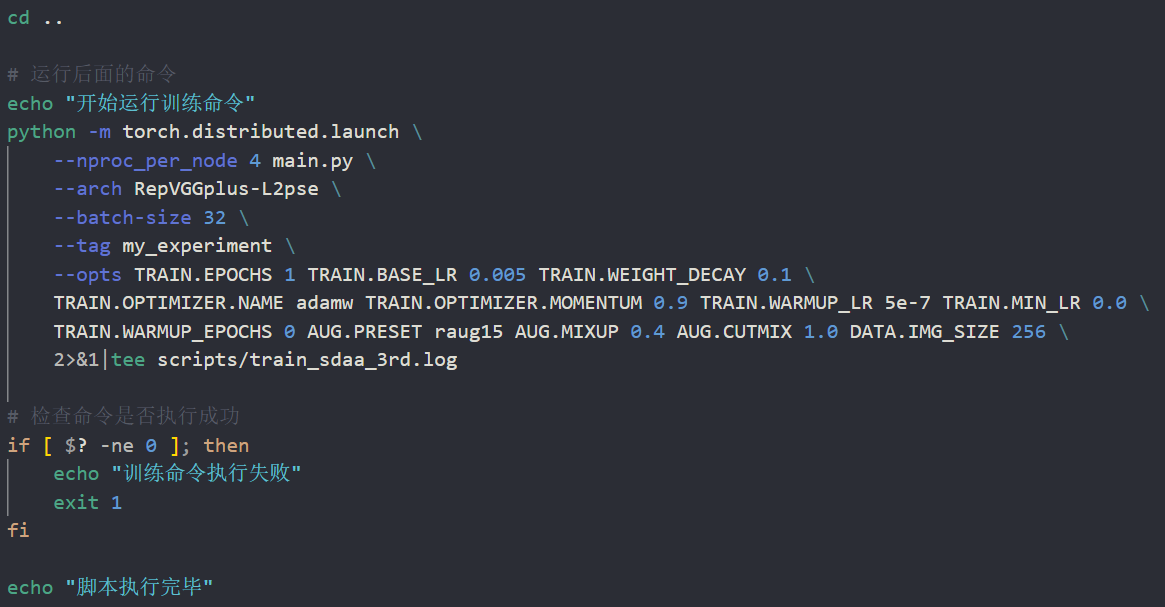 cd ..
# 运行后面的命令
echo "开始运行训练命令"
python -m torch.distributed.launch \
    --nproc_per_node 4 main.py \
    --arch RepVGGplus-L2pse \
    --batch-size 32 \
    --tag my_experiment \
    --opts TRAIN.EPOCHS 1 TRAIN.BASE_LR 0.005 TRAIN.WEIGHT_DECAY 0.1 \
    TRAIN.OPTIMIZER.NAME adamw TRAIN.OPTIMIZER.MOMENTUM 0.9 TRAIN.WARMUP_LR 5e-7 TRAIN.MIN_LR 0.0 \
    TRAIN.WARMUP_EPOCHS 0 AUG.PRESET raug15 AUG.MIXUP 0.4 AUG.CUTMIX 1.0 DATA.IMG_SIZE 256 \
    2>&1|tee scripts/train_sdaa_3rd.log
# 检查命令是否执行成功
if [ $? -ne 0 ]; then
    echo "训练命令执行失败"
    exit 1
fi
echo "脚本执行完毕"